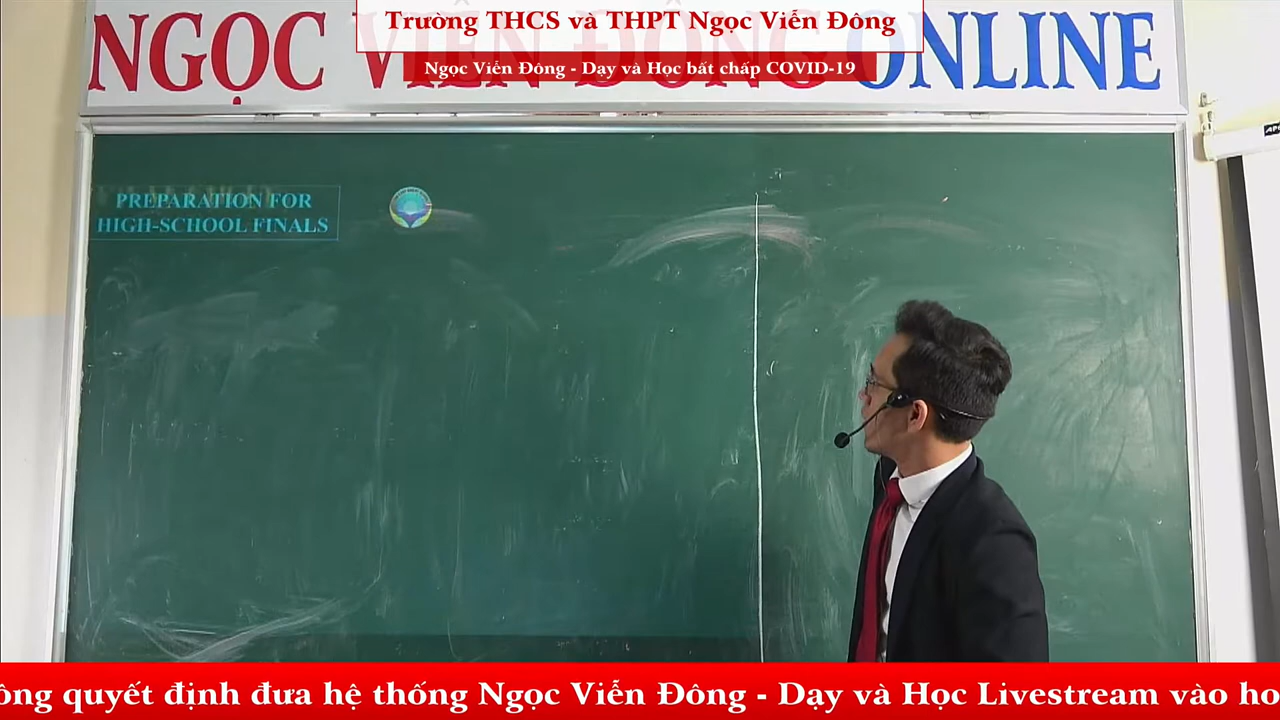 Trường THCS và THPT Ngọc Viễn Đông
NGỌC VIỄN ĐÔNG ONLINE
Ngọc Viễn Đông - Dạy và Học bất chấp COVID-19
PREPARATION FOR
HIGH-SCHOOL FINALS
ông quyết định đưa hệ thống Ngọc Viễn Đông - Dạy và Học Livestream vào ho